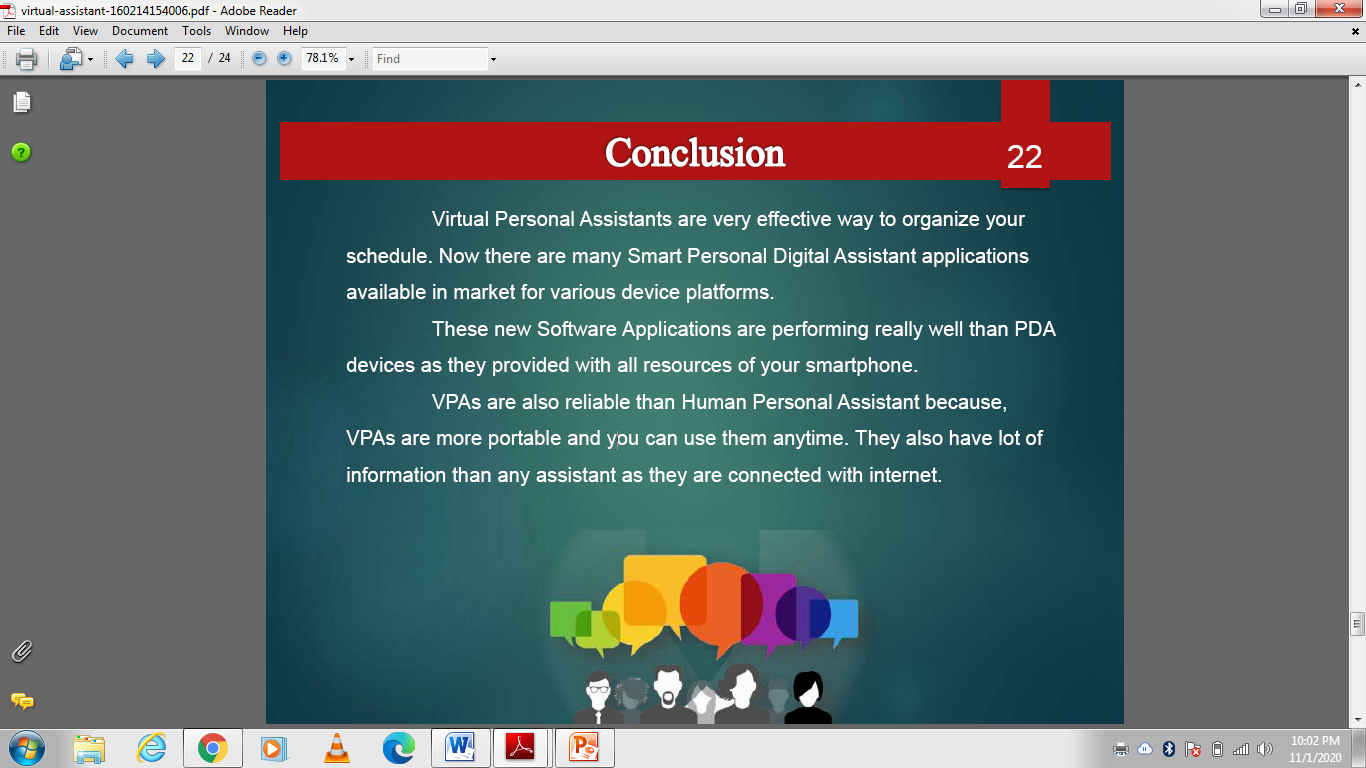 virtual-assistant-160214154006.pdf - Adobe Reader
File Edit View Document Tools Window Help
22 / 24 78.1% Find
Conclusion
22
Virtual Personal Assistants are very effective way to organize your
schedule. Now there are many Smart Personal Digital Assistant applications
available in market for various device platforms.
These new Software Applications are performing really well than PDA
devices as they provided with all resources of your smartphone.
VPAs are also reliable than Human Personal Assistant because,
VPAs are more portable and you can use them anytime. They also have lot of
information than any assistant as they are connected with internet.
10:02 PM
11/1/2020